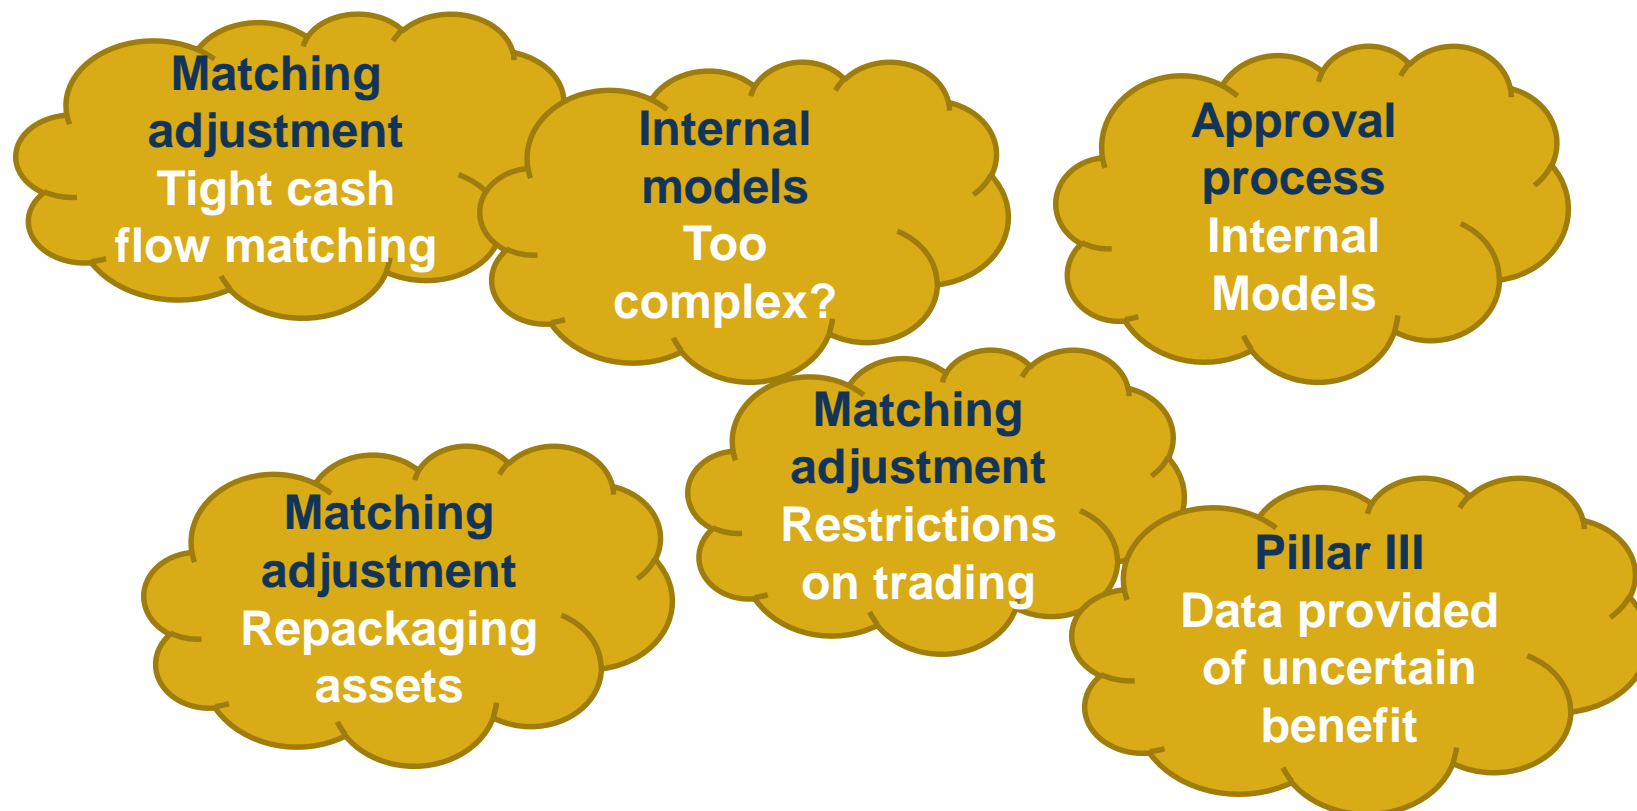 Matching
adjustment
Tight cash
flow matching
Internal
models
Too
complex?
Approval
process
Internal
Models
Matching
adjustment
Repackaging
assets
Matching
adjustment
Restrictions
on trading
Pillar III
Data provided
of uncertain
benefit